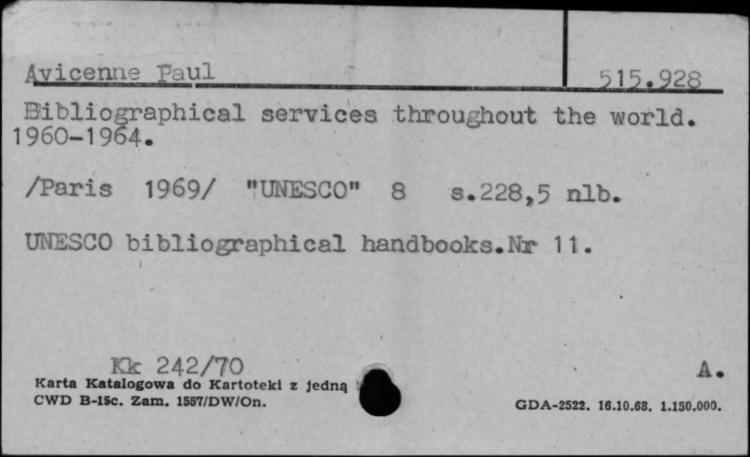 Avicenne Paul 515.928
Bibliographical services throughout the world.
1960-1964.
/Paris 1969/ "UNESCO" 8 s.228,5 nlb.
UNESCO bibliographical handbooks.Nr 11.
Kk 242/70 A.
Karta Katalogowa do Kartoteki z jedną
CWD B-15c. Zam. 1557/DW/On. GDA-2522. 16.10.68. 1.150.000.